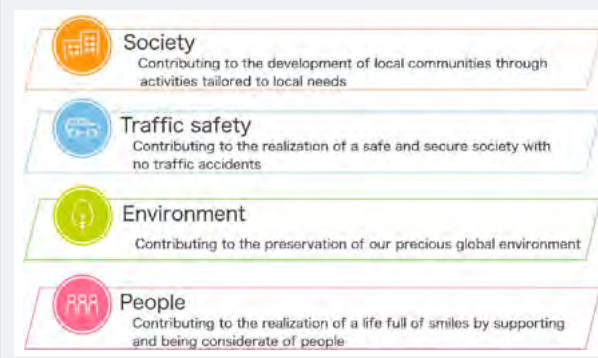 Society
Contributing to the development of local communities through
activities tailored to local needs
Traffic safety
Contributing to the realization of a safe and secure society with
no traffic accidents
Environment
Contributing to the preservation of our precious global environment
People
Contributing to the realization of a life full of smiles by supporting
and being considerate of people